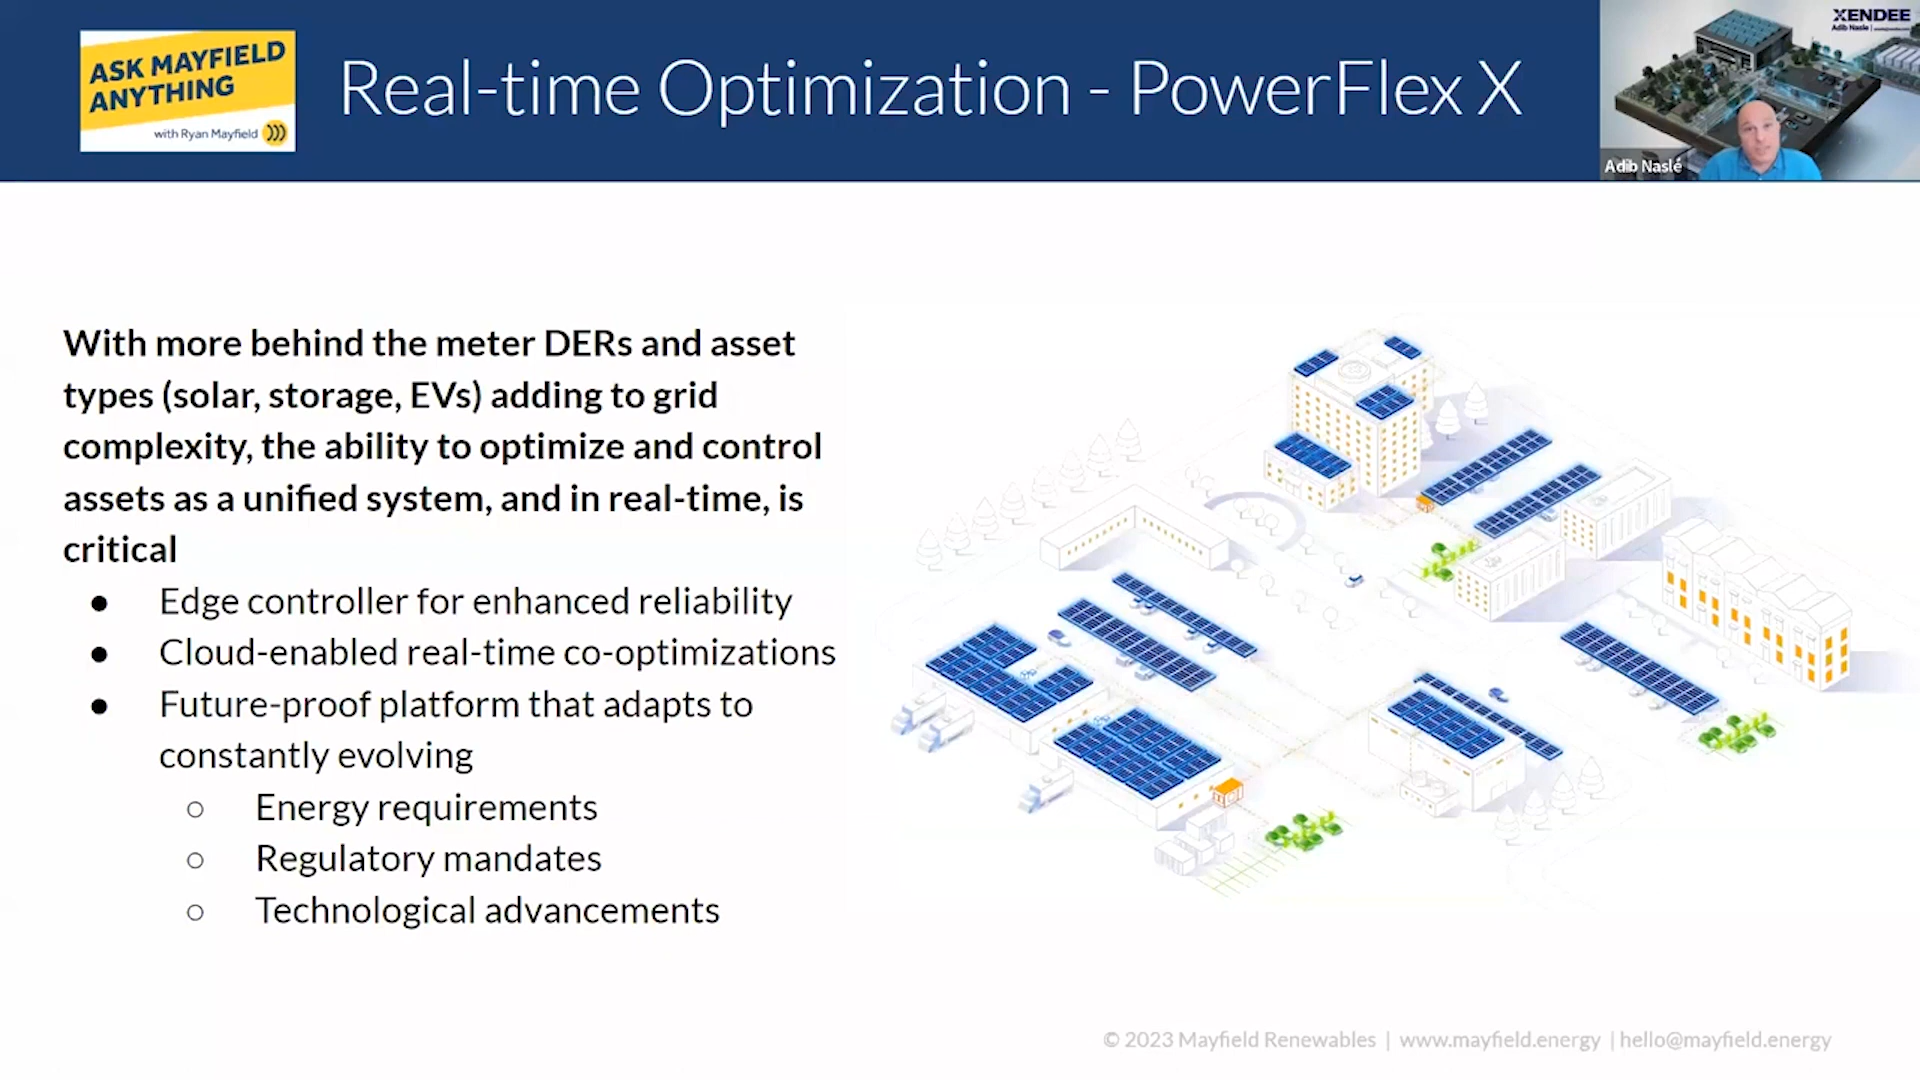 ASK MAYFIELD
ANYTHING
with Ryan Mayfield
Real-time Optimization - PowerFlex X
XENDEE
Adib Nasle
Adib Naslé
With more behind the meter DERs and asset
types (solar, storage, EVs) adding to grid
complexity, the ability to optimize and control
assets as a unified system, and in real-time, is
critical
● Edge controller for enhanced reliability
● Cloud-enabled real-time co-optimizations
● Future-proof platform that adapts to
constantly evolving
○ Energy requirements
○ Regulatory mandates
○ Technological advancements
© 2023 Mayfield Renewables | www.mayfield.energy | hello@mayfield.energy